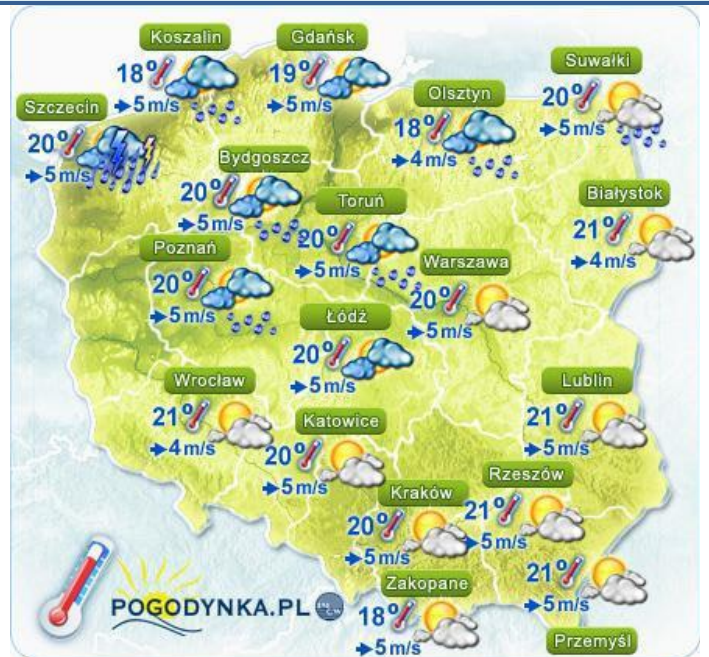 Koszalin
18°
5 m/s
Gdańsk
19°
5 m/s
Suwałki
20°
5 m/s
Szczecin
20°
5 m/s
Olsztyn
18°
4 m/s
Bydgoszcz
20°
5 m/s
Toruń
20°
5 m/s
Białystok
21°
4 m/s
Poznań
20°
5 m/s
Warszawa
20°
5 m/s
Łódź
20°
5 m/s
Wrocław
21°
4 m/s
Katowice
20°
5 m/s
Lublin
21°
5 m/s
Kraków
20°
5 m/s
Rzeszów
21°
5 m/s
Zakopane
18°
5 m/s
21°
5 m/s
Przemyśl
POGODYNKA.PL